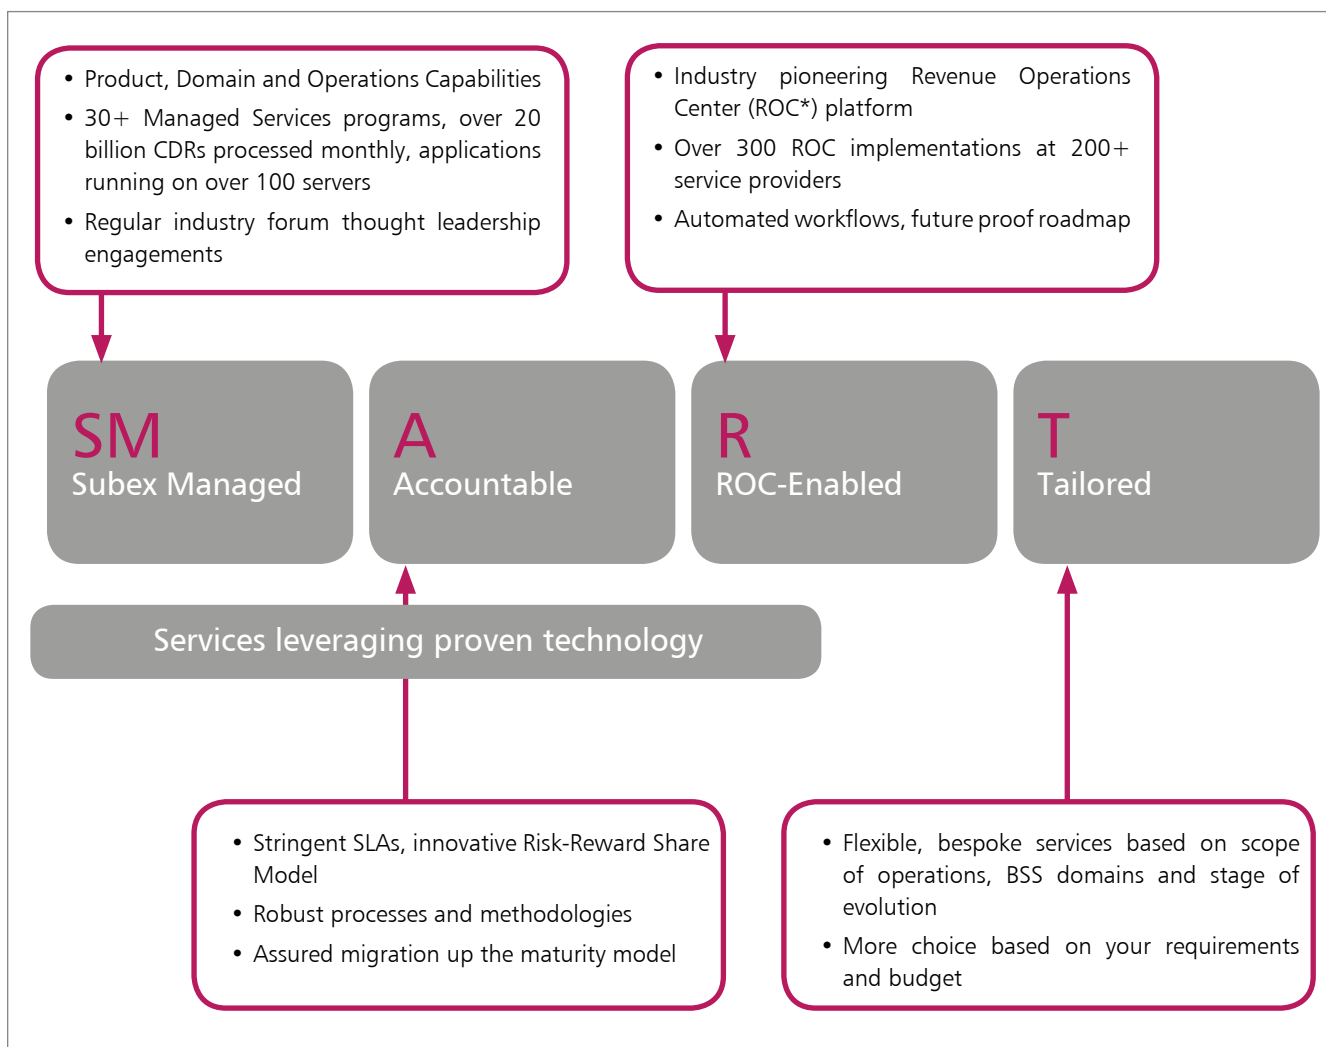 • Product, Domain and Operations Capabilities
• 30+ Managed Services programs, over 20
billion CDRs processed monthly, applications
running on over 100 servers
• Regular industry forum thought leadership
engagements
• Industry pioneering Revenue Operations
Center (ROC*) platform
• Over 300 ROC implementations at 200+
service providers
• Automated workflows, future proof roadmap
SM
Subex Managed
A
Accountable
R
ROC-Enabled
T
Tailored
Services leveraging proven technology
• Stringent SLAs, innovative Risk-Reward Share
Model
• Robust processes and methodologies
• Assured migration up the maturity model
• Flexible, bespoke services based on scope
of operations, BSS domains and stage of
evolution
• More choice based on your requirements
and budget